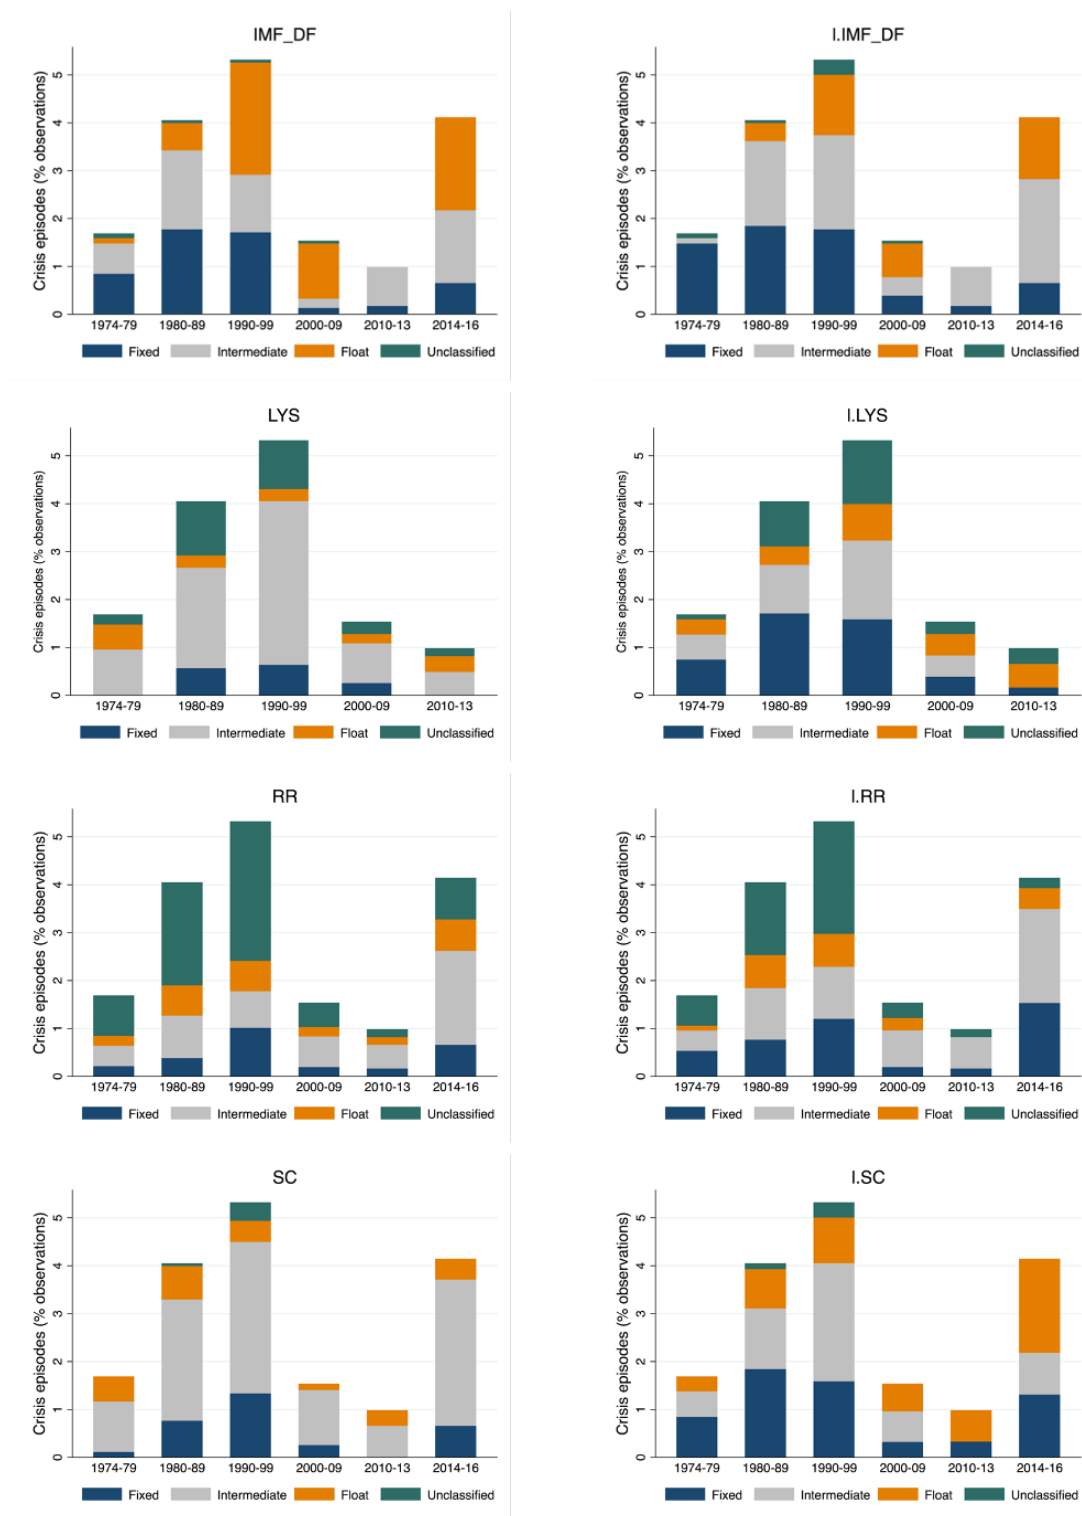 IMF_DF
Crisis episodes (% observations)
5
4
3
2
1
0
1974-79 1980-89 1990-99 2000-09 2010-13 2014-16
Fixed Intermediate Float Unclassified
l.IMF_DF
Crisis episodes (% observations)
5
4
3
2
1
0
1974-79 1980-89 1990-99 2000-09 2010-13 2014-16
Fixed Intermediate Float Unclassified
LYS
Crisis episodes (% observations)
5
4
3
2
1
0
1974-79 1980-89 1990-99 2000-09 2010-13
Fixed Intermediate Float Unclassified
l.LYS
Crisis episodes (% observations)
5
4
3
2
1
0
1974-79 1980-89 1990-99 2000-09 2010-13
Fixed Intermediate Float Unclassified
RR
Crisis episodes (% observations)
5
4
3
2
1
0
1974-79 1980-89 1990-99 2000-09 2010-13 2014-16
Fixed Intermediate Float Unclassified
l.RR
Crisis episodes (% observations)
5
4
3
2
1
0
1974-79 1980-89 1990-99 2000-09 2010-13 2014-16
Fixed Intermediate Float Unclassified
SC
Crisis episodes (% observations)
5
4
3
2
1
0
1974-79 1980-89 1990-99 2000-09 2010-13 2014-16
Fixed Intermediate Float Unclassified
l.SC
Crisis episodes (% observations)
5
4
3
2
1
0
1974-79 1980-89 1990-99 2000-09 2010-13 2014-16
Fixed Intermediate Float Unclassified